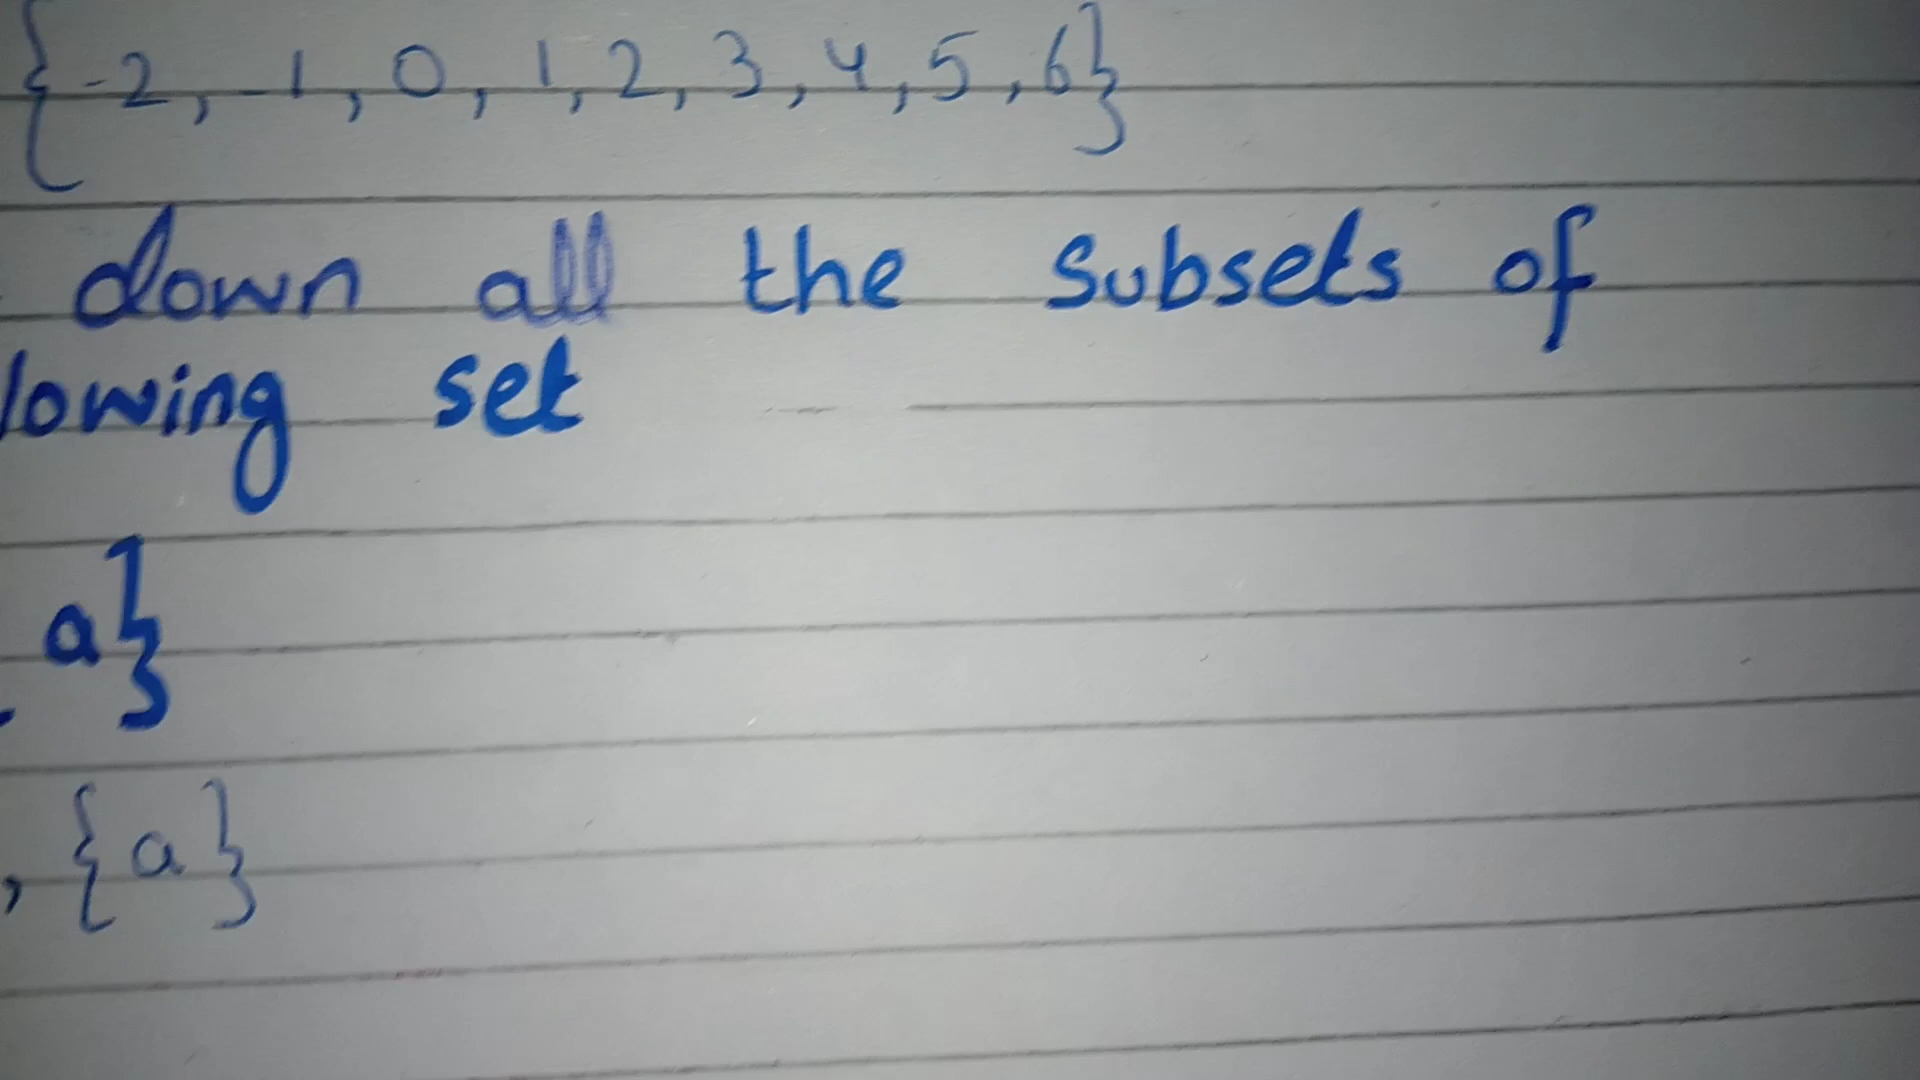 {-2, -1, 0, 1, 2, 3, 4, 5, 6}
down all the subsets of
lowing set
a}
, {a}